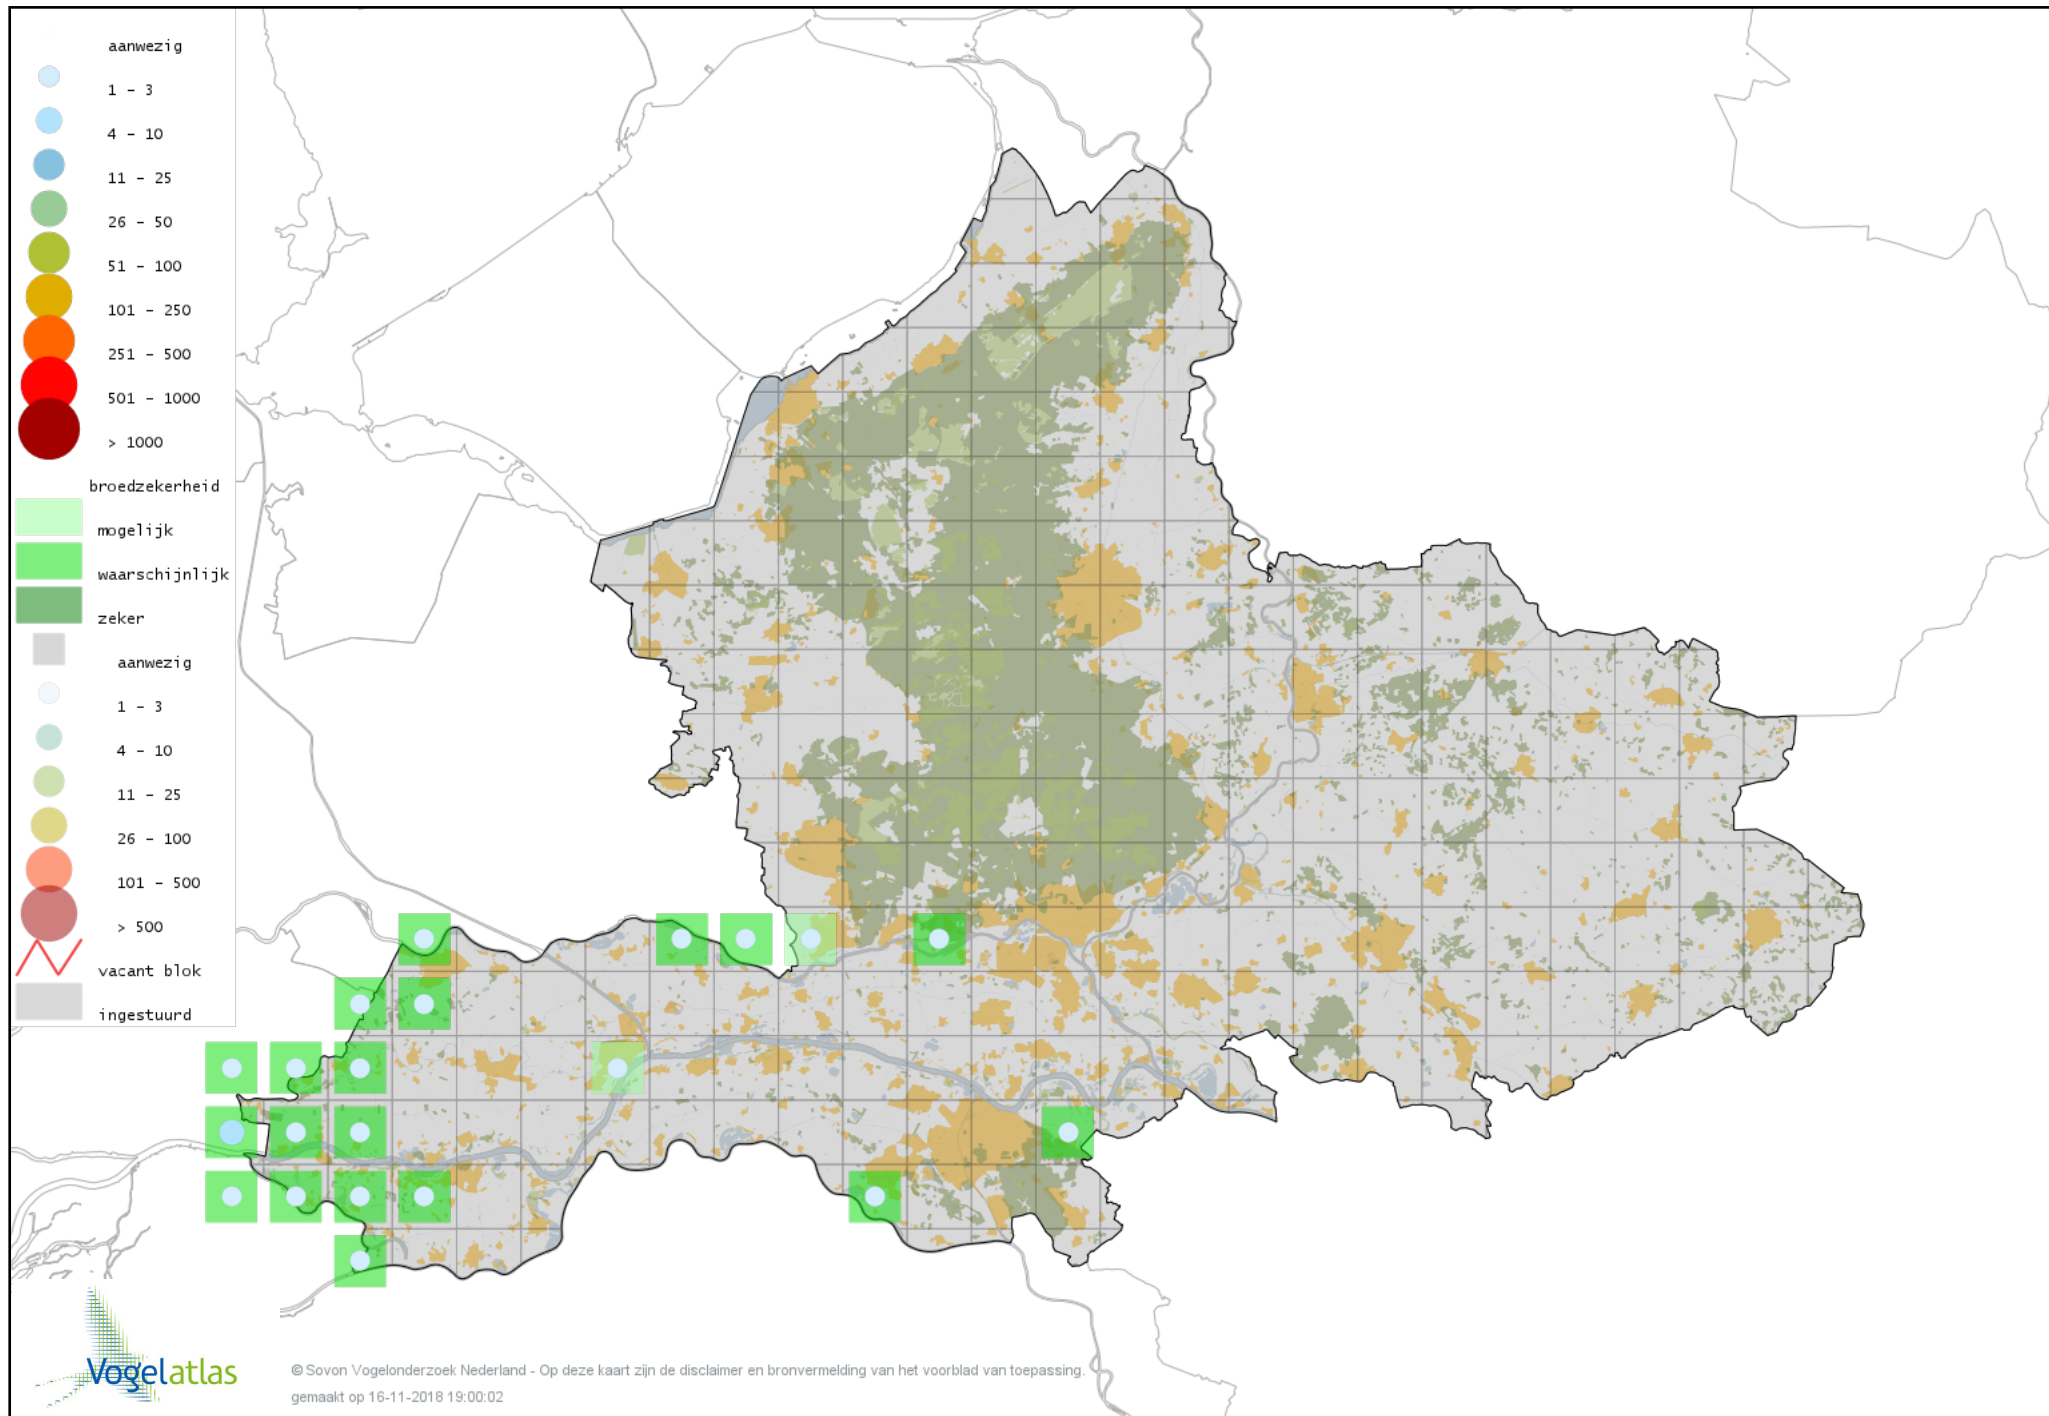 aanwezig
1 - 3
4 - 10
11 - 25
26 - 50
51 - 100
101 - 250
251 - 500
501 - 1000
> 1000
broedzekerheid
mogelijk
waarschijnlijk
zeker
aanwezig
1 - 3
4 - 10
11 - 25
26 - 100
101 - 500
> 500
vacant blok
ingestuurd
Vogelatlas
© Sovon Vogelonderzoek Nederland - Op deze kaart zijn de disclaimer en bronvermelding van het voorblad van toepassing.
gemaakt op 16-11-2018 19:00:02